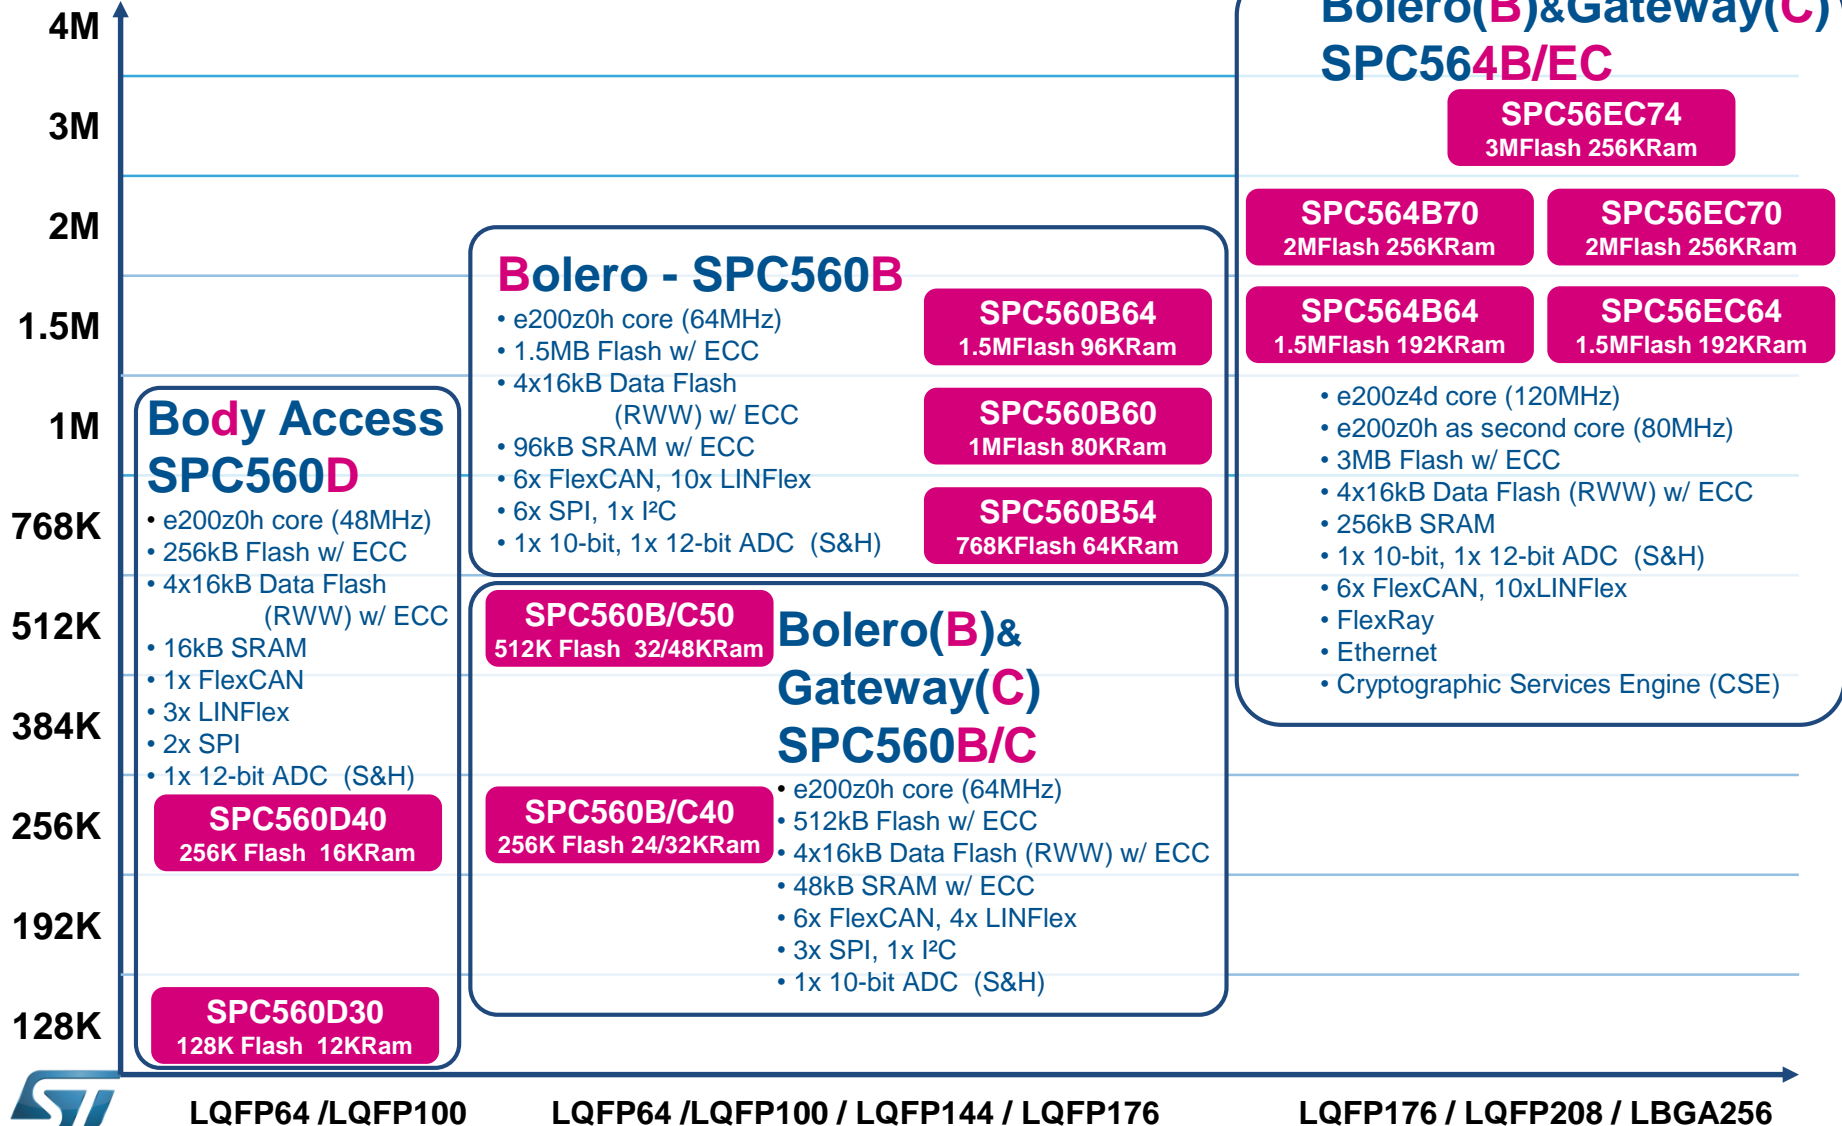 4M
3M
2M
1.5M
1M
768K
512K
384K
256K
192K
128K
Body Access
SPC560D
• e200z0h core (48MHz)
• 256kB Flash w/ ECC
• 4x16kB Data Flash
(RWW) w/ ECC
• 16kB SRAM
• 1x FlexCAN
• 3x LINFlex
• 2x SPI
• 1x 12-bit ADC (S&H)
SPC560D40
256K Flash 16KRam
SPC560D30
128K Flash 12KRam
Bolero - SPC560B
• e200z0h core (64MHz)
• 1.5MB Flash w/ ECC
• 4x16kB Data Flash
(RWW) w/ ECC
• 96kB SRAM w/ ECC
• 6x FlexCAN, 10x LINFlex
• 6x SPI, 1x I²C
• 1x 10-bit, 1x 12-bit ADC (S&H)
SPC560B64
1.5MFlash 96KRam
SPC560B60
1MFlash 80KRam
SPC560B54
768KFlash 64KRam
SPC560B/C50
512K Flash 32/48KRam
SPC560B/C40
256K Flash 24/32KRam
Bolero(B)&
Gateway(C)
SPC560B/C
• e200z0h core (64MHz)
• 512kB Flash w/ ECC
• 4x16kB Data Flash (RWW) w/ ECC
• 48kB SRAM w/ ECC
• 6x FlexCAN, 4x LINFlex
• 3x SPI, 1x I²C
• 1x 10-bit ADC (S&H)
Bolero(B)&Gateway(C)
SPC564B/EC
SPC56EC74
3MFlash 256KRam
SPC564B70
2MFlash 256KRam
SPC56EC70
2MFlash 256KRam
SPC564B64
1.5MFlash 192KRam
SPC56EC64
1.5MFlash 192KRam
• e200z4d core (120MHz)
• e200z0h as second core (80MHz)
• 3MB Flash w/ ECC
• 4x16kB Data Flash (RWW) w/ ECC
• 256kB SRAM
• 1x 10-bit, 1x 12-bit ADC (S&H)
• 6x FlexCAN, 10xLINFlex
• FlexRay
• Ethernet
• Cryptographic Services Engine (CSE)
ST
LQFP64 /LQFP100
LQFP64 /LQFP100 / LQFP144 / LQFP176
LQFP176 / LQFP208 / LBGA256